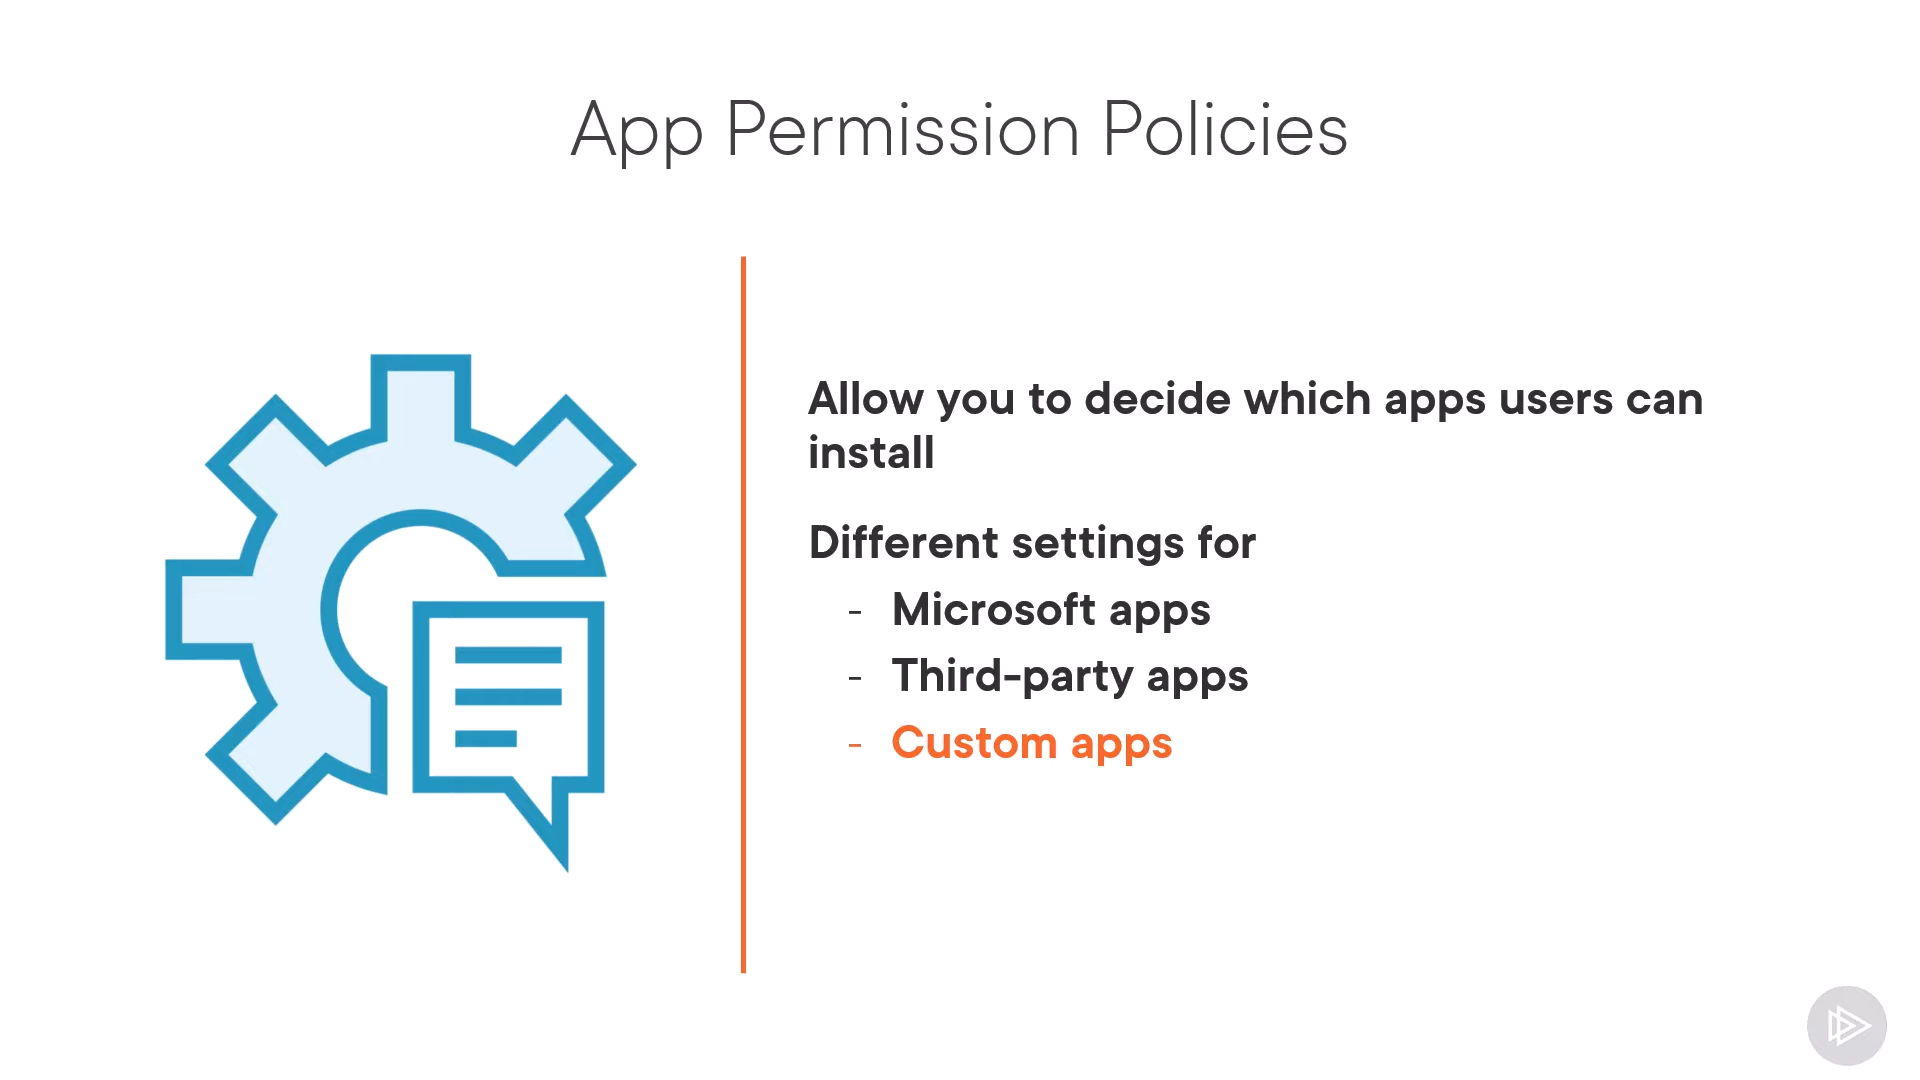 App Permission Policies
Allow you to decide which apps users can
install
Different settings for
- Microsoft apps
- Third-party apps
- Custom apps